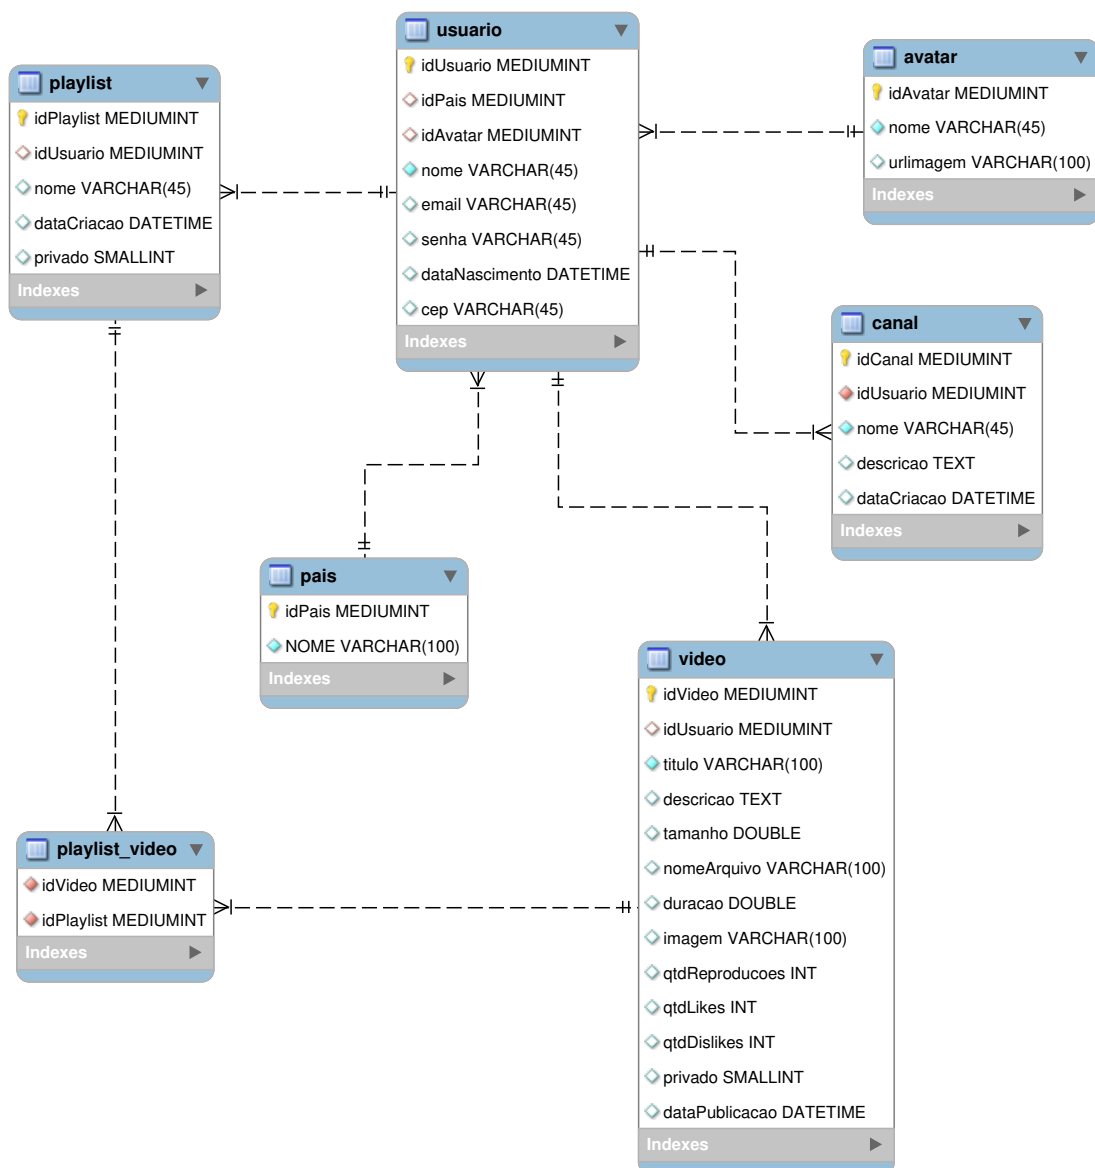 playlist
idPlaylist MEDIUMINT
idUsuario MEDIUMINT
nome VARCHAR(45)
dataCriacao DATETIME
privado SMALLINT
Indexes
usuario
idUsuario MEDIUMINT
idPais MEDIUMINT
idAvatar MEDIUMINT
nome VARCHAR(45)
email VARCHAR(45)
senha VARCHAR(45)
dataNascimento DATETIME
cep VARCHAR(45)
Indexes
avatar
idAvatar MEDIUMINT
nome VARCHAR(45)
urlimagem VARCHAR(100)
Indexes
canal
idCanal MEDIUMINT
idUsuario MEDIUMINT
nome VARCHAR(45)
descricao TEXT
dataCriacao DATETIME
Indexes
pais
idPais MEDIUMINT
NOME VARCHAR(100)
Indexes
video
idVideo MEDIUMINT
idUsuario MEDIUMINT
titulo VARCHAR(100)
descricao TEXT
tamanho DOUBLE
nomeArquivo VARCHAR(100)
duracao DOUBLE
imagem VARCHAR(100)
qtdReproducoes INT
qtdLikes INT
qtdDislikes INT
privado SMALLINT
dataPublicacao DATETIME
Indexes
playlist_video
idVideo MEDIUMINT
idPlaylist MEDIUMINT
Indexes